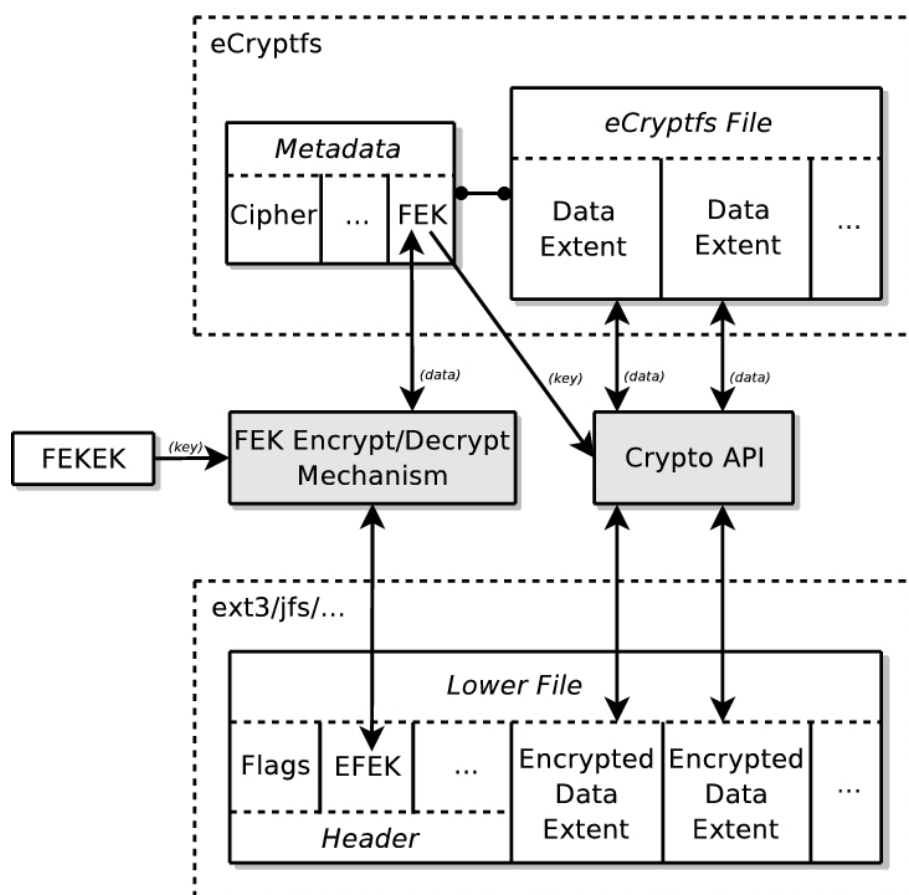 eCryptfs
eCryptfs File
Metadata
Cipher
...
FEK
Data
Extent
Data
Extent
...
(data)
(key)
(data)
(data)
FEKEK
(key)
FEK Encrypt/Decrypt
Mechanism
Crypto API
ext3/jfs/...
Lower File
Flags
EFEK
...
Encrypted
Data
Extent
Encrypted
Data
Extent
...
Header